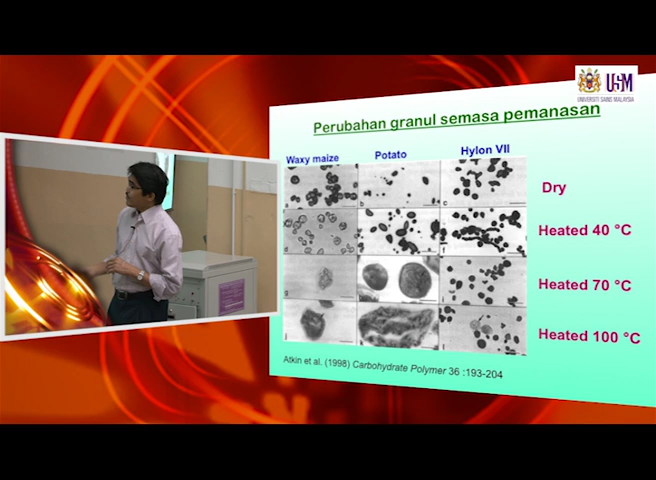 USM
UNIVERSITI SAINS MALAYSIA
Perubahan granul semasa pemanasan
Waxy maize Potato Hylon VII
a b c Dry
d f Heated 40 °C
g Heated 70 °C
j Heated 100 °C
Atkin et al. (1998) Carbohydrate Polymer 36 :193-204